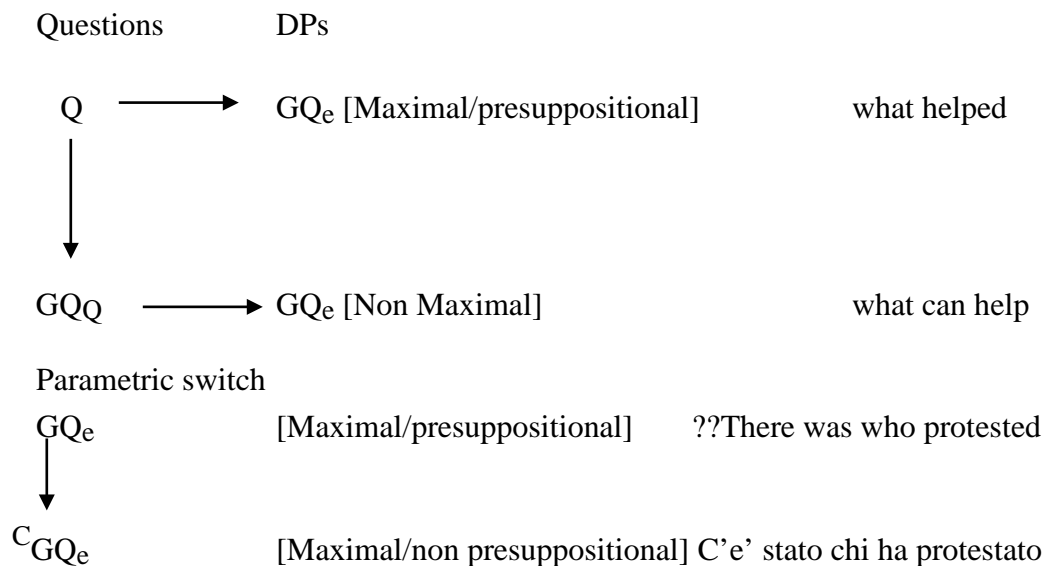 Questions DPs
Q GQe [Maximal/presuppositional] what helped
GQQ GQe [Non Maximal] what can help
Parametric switch
GQe [Maximal/presuppositional] ??There was who protested
CGQe [Maximal/non presuppositional] C'e' stato chi ha protestato